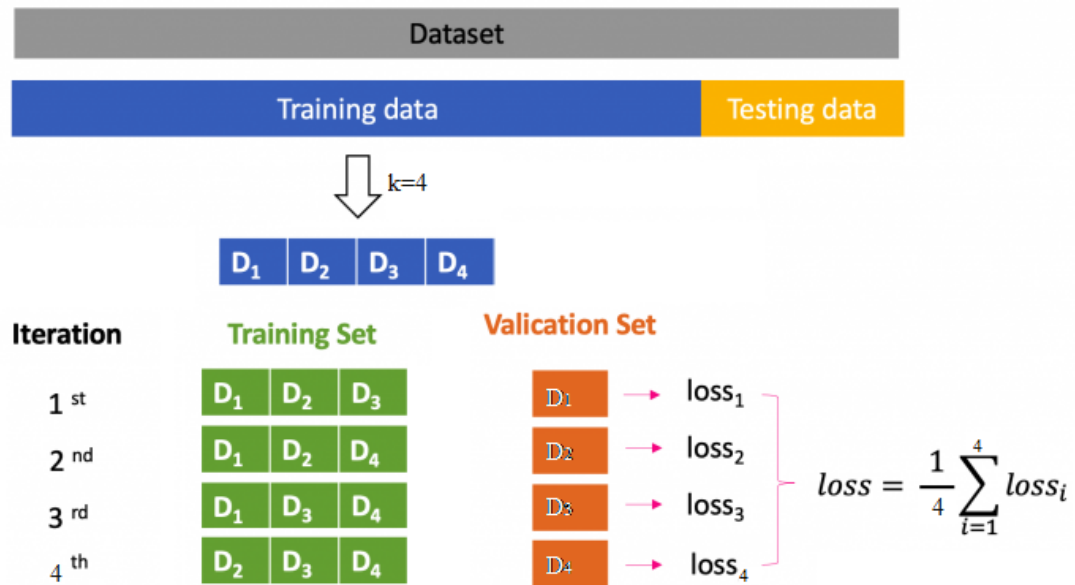 Dataset
Training data Testing data
k=4
D₁ D₂ D₃ D₄
Iteration Training Set Valication Set
1 st D₁ D₂ D₃ D₁ loss₁
2 nd D₁ D₂ D₄ D₂ loss₂
3 rd D₁ D₃ D₄ D₃ loss₃
4 th D₂ D₃ D₄ D₄ loss₄
loss = 1/4 ∑_{i=1}^{4} lossᵢ